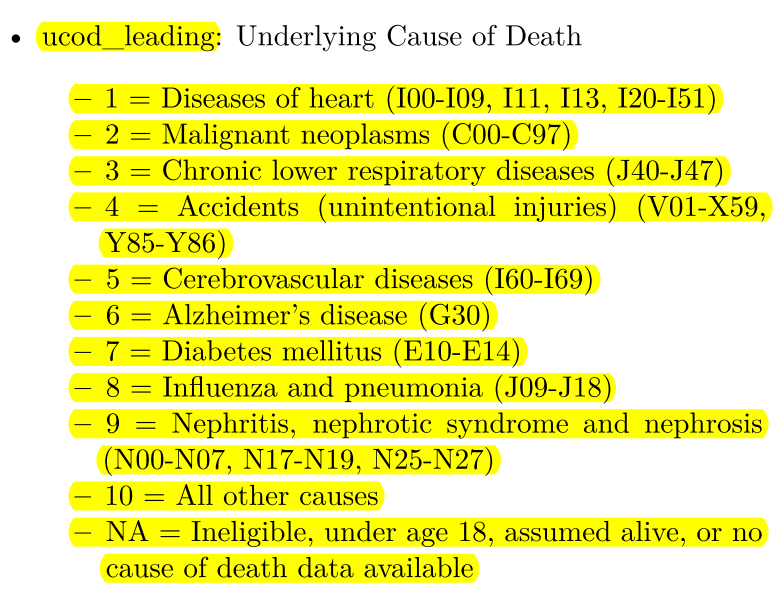 • ucod_leading: Underlying Cause of Death
– 1 = Diseases of heart (I00-I09, I11, I13, I20-I51)
– 2 = Malignant neoplasms (C00-C97)
– 3 = Chronic lower respiratory diseases (J40-J47)
– 4 = Accidents (unintentional injuries) (V01-X59,
Y85-Y86)
– 5 = Cerebrovascular diseases (I60-I69)
– 6 = Alzheimer's disease (G30)
– 7 = Diabetes mellitus (E10-E14)
– 8 = Influenza and pneumonia (J09-J18)
– 9 = Nephritis, nephrotic syndrome and nephrosis
(N00-N07, N17-N19, N25-N27)
– 10 = All other causes
– NA = Ineligible, under age 18, assumed alive, or no
cause of death data available